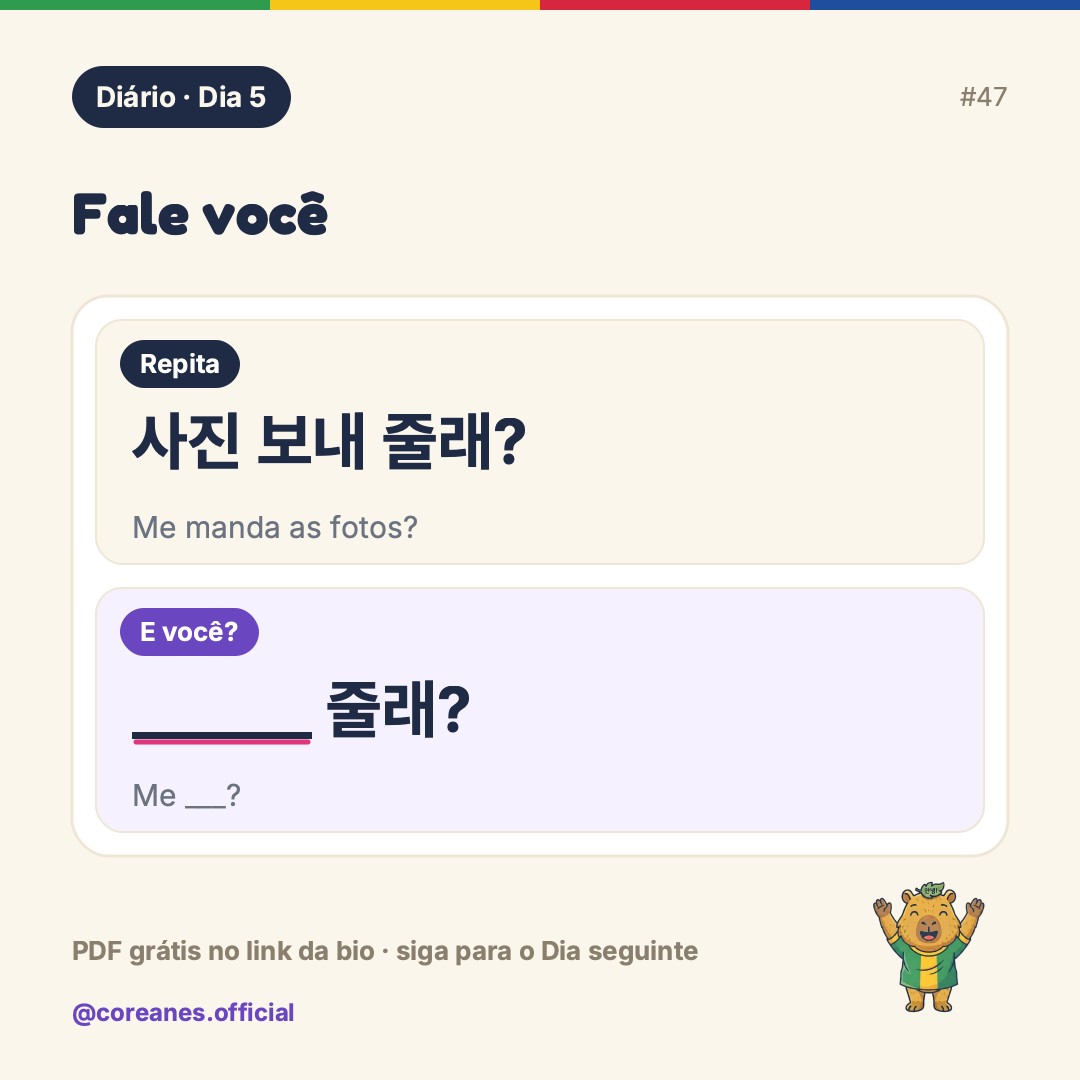 Diário · Dia 5
#47
Fale você
Repita
사진 보내 줄래?
Me manda as fotos?
E você?
______ 줄래?
Me ___?
PDF grátis no link da bio · siga para o Dia seguinte
@coreanes.official